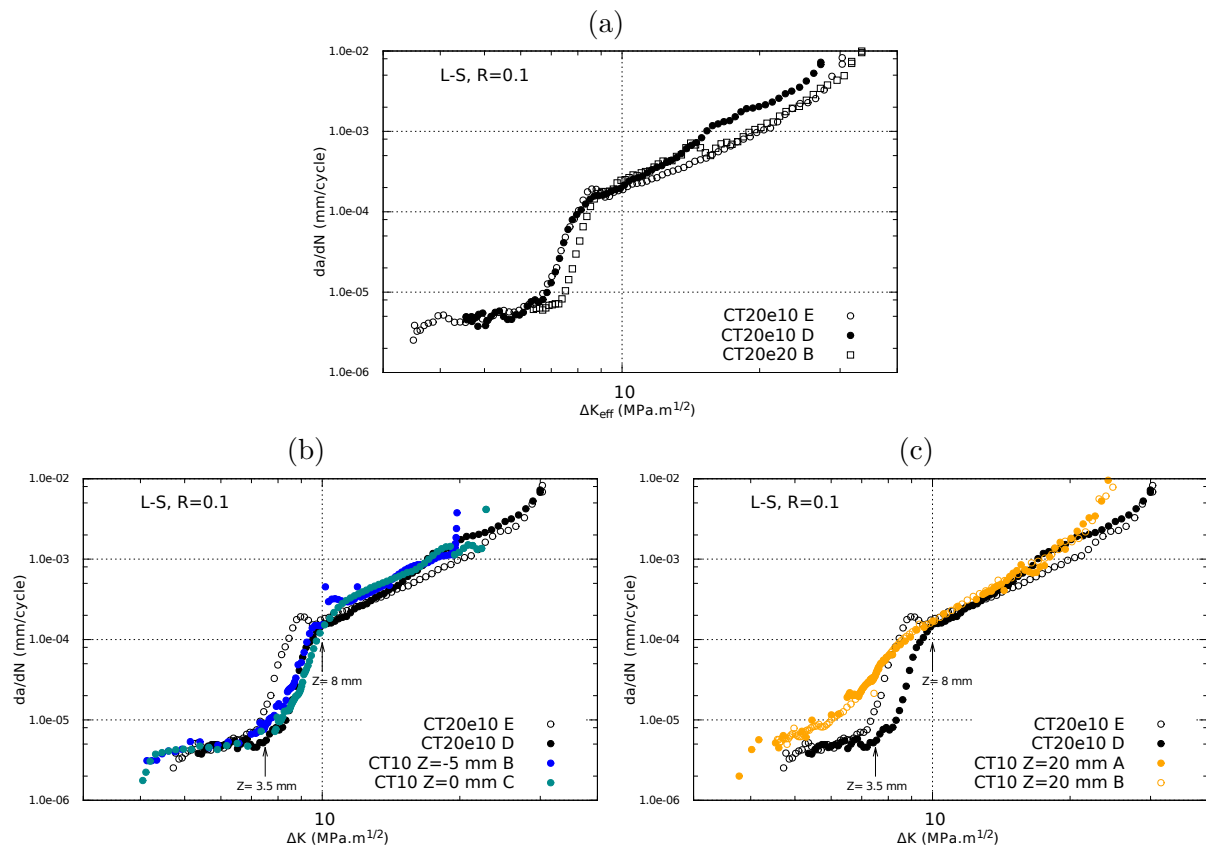 (a)
1.0e-02
1.0e-03
1.0e-04
1.0e-05
1.0e-06
da/dN (mm/cycle)
L-S, R=0.1
CT20e10 E
CT20e10 D
CT20e20 B
10
ΔKeff (MPa.m1/2)
(b)
1.0e-02
1.0e-03
1.0e-04
1.0e-05
1.0e-06
da/dN (mm/cycle)
L-S, R=0.1
Z= 8 mm
Z= 3.5 mm
CT20e10 E
CT20e10 D
CT10 Z=-5 mm B
CT10 Z=0 mm C
10
ΔK (MPa.m1/2)
(c)
1.0e-02
1.0e-03
1.0e-04
1.0e-05
1.0e-06
da/dN (mm/cycle)
L-S, R=0.1
Z= 8 mm
Z= 3.5 mm
CT20e10 E
CT20e10 D
CT10 Z=20 mm A
CT10 Z=20 mm B
10
ΔK (MPa.m1/2)